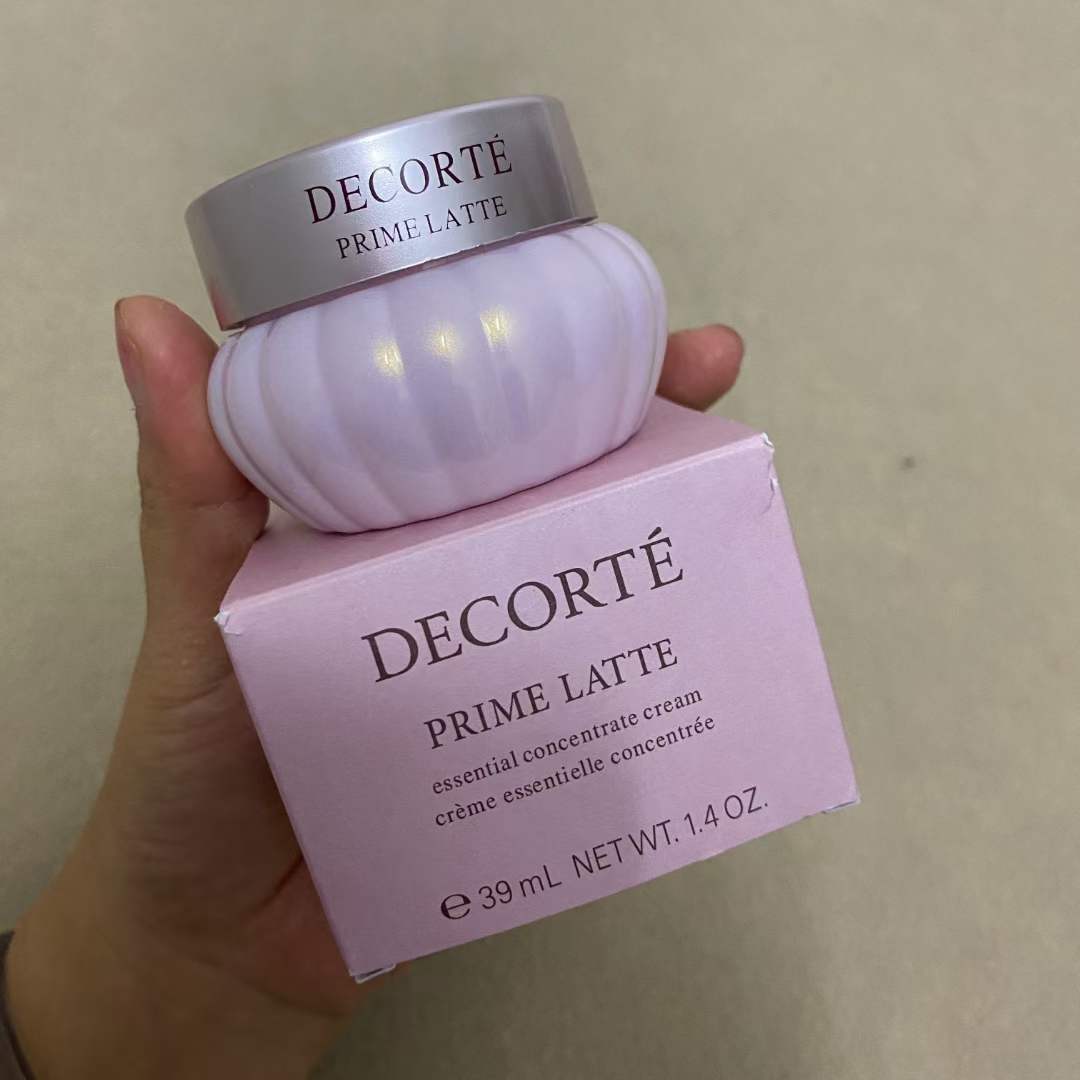 DECORTÉ
PRIME LATTE
DECORTÉ
PRIME LATTE
essential concentrate cream
crème essentielle concentrée
℮ 39 mL NET WT. 1.4 OZ.